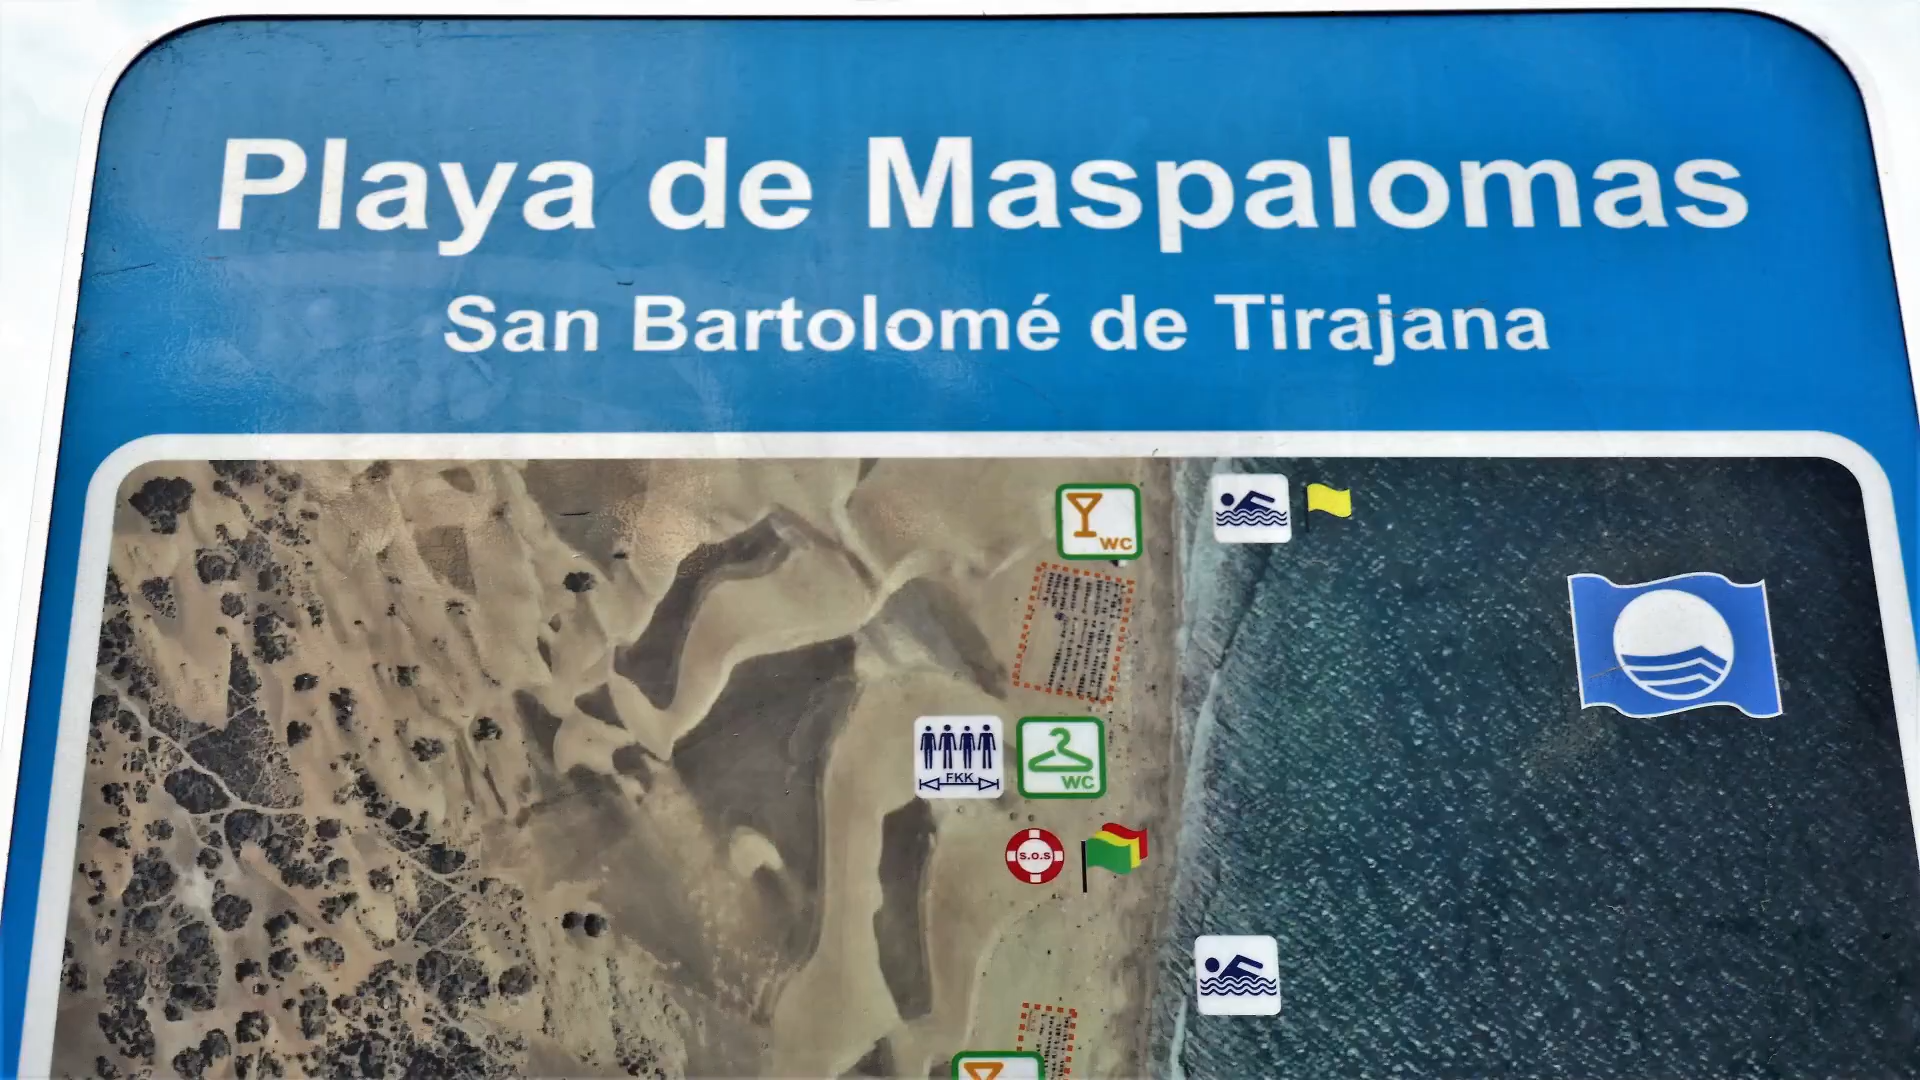 Playa de Maspalomas
San Bartolomé de Tirajana
WC
FKK
WC
S.O.S